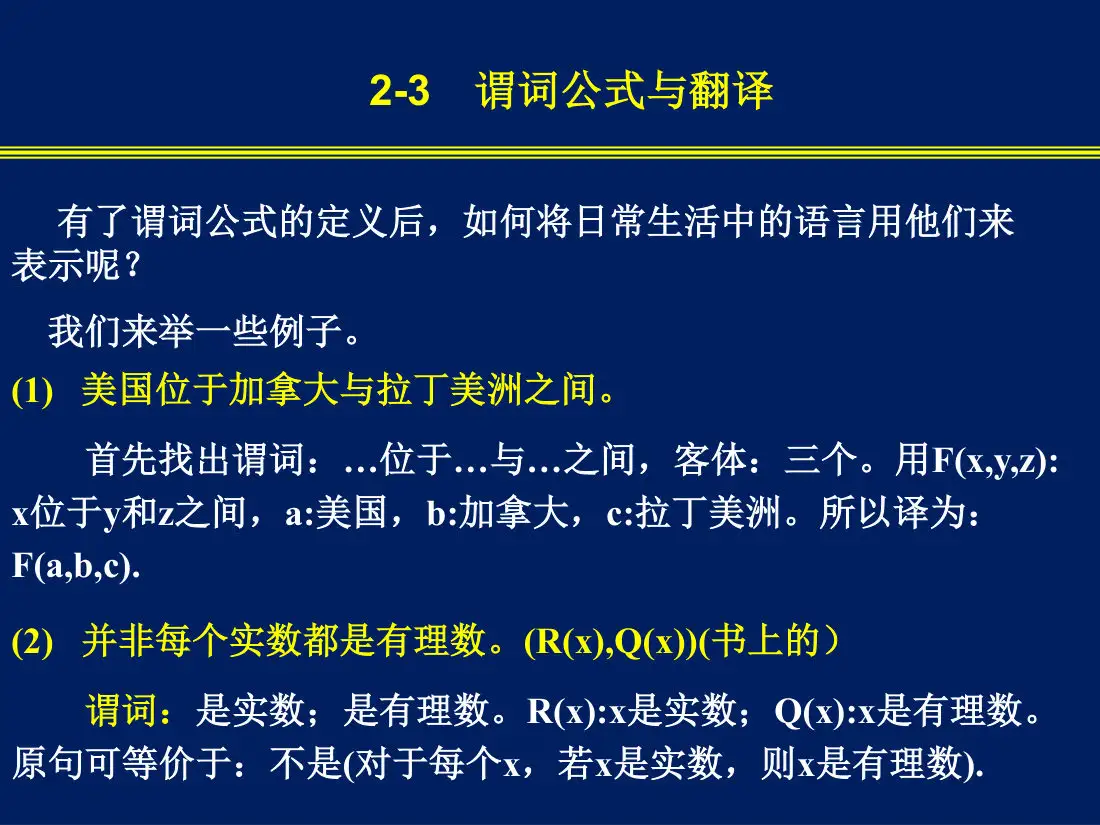 2-3 谓词公式与翻译
有了谓词公式的定义后，如何将日常生活中的语言用他们来
表示呢？
我们来举一些例子。
(1) 美国位于加拿大与拉丁美洲之间。
首先找出谓词：…位于…与…之间，客体：三个。用F(x,y,z):
x位于y和z之间，a:美国，b:加拿大，c:拉丁美洲。所以译为：
F(a,b,c).
(2) 并非每个实数都是有理数。(R(x),Q(x))(书上的）
谓词：是实数；是有理数。R(x):x是实数；Q(x):x是有理数。
原句可等价于：不是(对于每个x，若x是实数，则x是有理数).